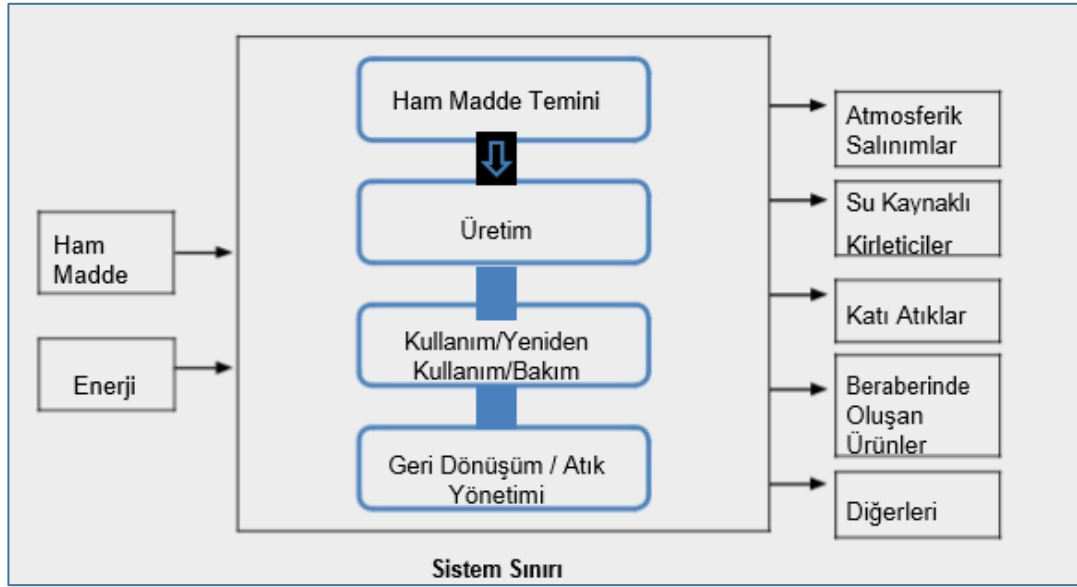 Ham
Madde
Enerji
Ham Madde Temini
Üretim
Kullanım/Yeniden
Kullanım/Bakım
Geri Dönüşüm / Atık
Yönetimi
Atmosferik
Salınımlar
Su Kaynaklı
Kirleticiler
Katı Atıklar
Beraberinde
Oluşan
Ürünler
Diğerleri
Sistem Sınırı